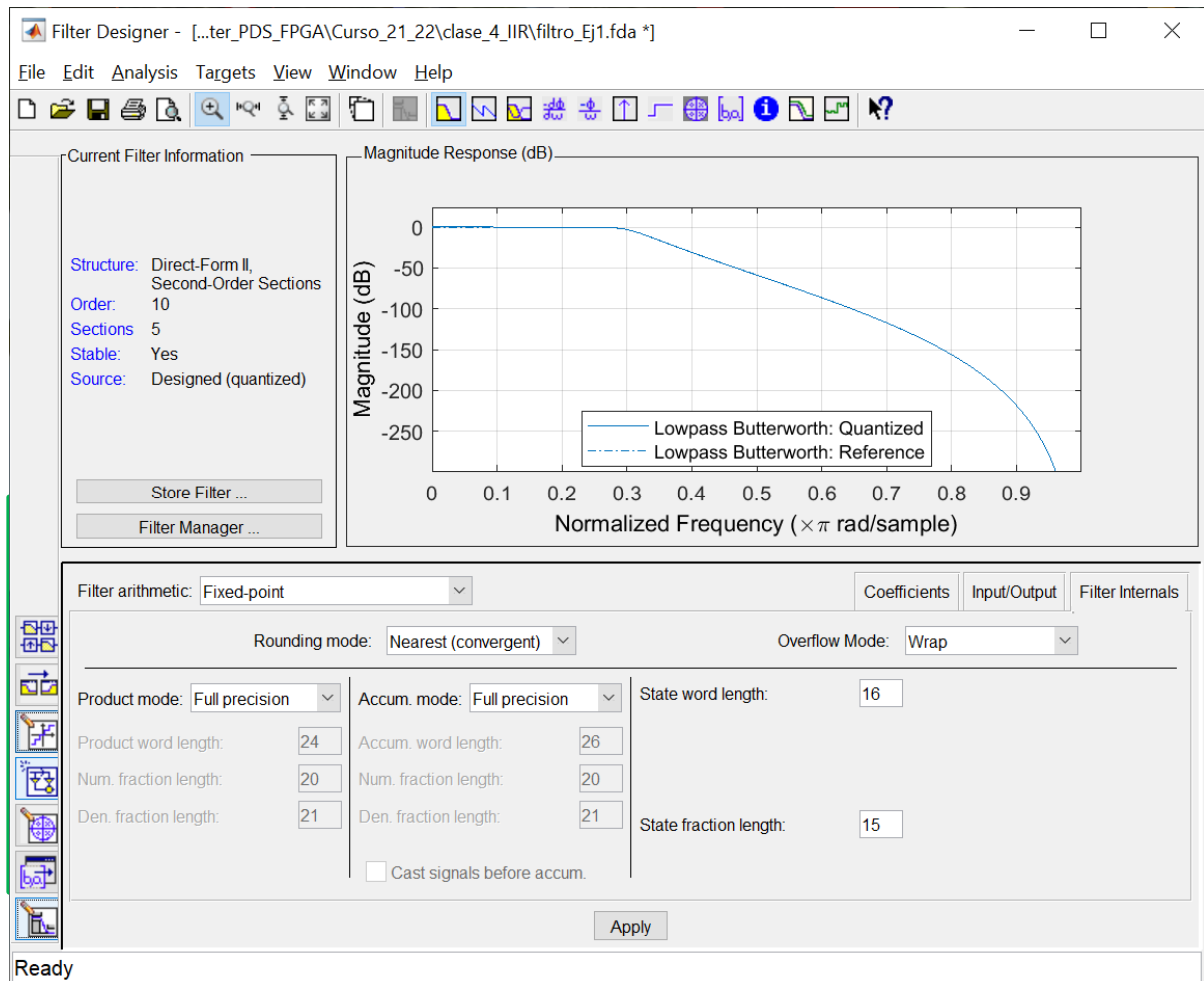 Filter Designer - [...ter_PDS_FPGA\Curso_21_22\clase_4_IIR\filtro_Ej1.fda *]
File Edit Analysis Targets View Window Help
Current Filter Information
Structure: Direct-Form II,
Second-Order Sections
Order: 10
Sections 5
Stable: Yes
Source: Designed (quantized)
Store Filter ...
Filter Manager ...
Magnitude Response (dB)
Magnitude (dB)
0
-50
-100
-150
-200
-250
Lowpass Butterworth: Quantized
Lowpass Butterworth: Reference
0 0.1 0.2 0.3 0.4 0.5 0.6 0.7 0.8 0.9
Normalized Frequency (×π rad/sample)
Filter arithmetic: Fixed-point
Coefficients Input/Output Filter Internals
Rounding mode: Nearest (convergent) Overflow Mode: Wrap
Product mode: Full precision
Product word length: 24
Num. fraction length: 20
Den. fraction length: 21
Accum. mode: Full precision
Accum. word length: 26
Num. fraction length: 20
Den. fraction length: 21
Cast signals before accum.
State word length: 16
State fraction length: 15
Apply
Ready